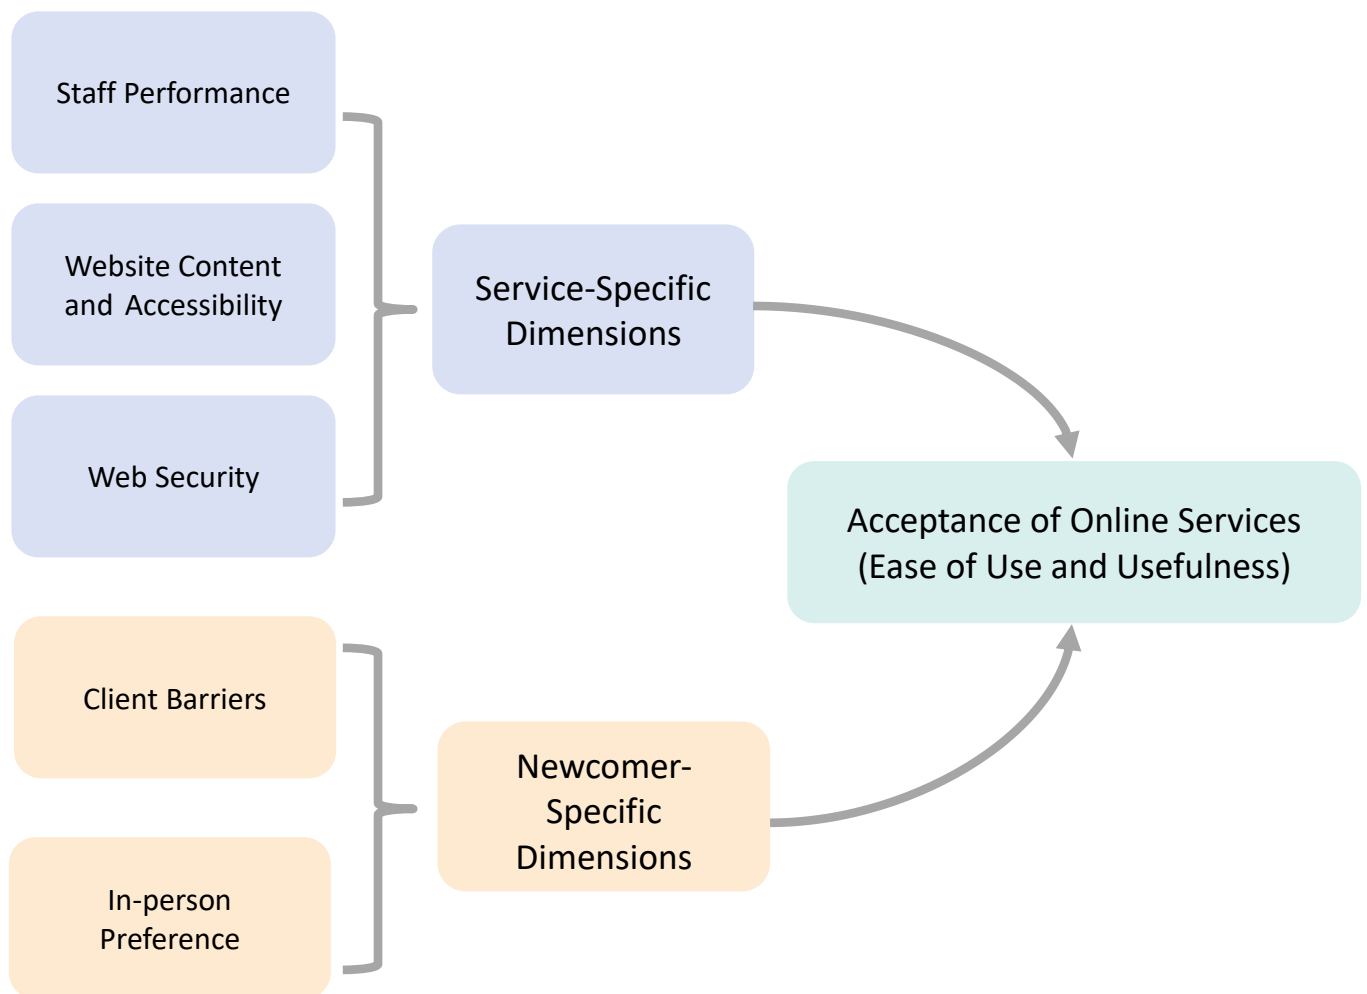 Staff Performance
Website Content
and Accessibility
Web Security
Service-Specific
Dimensions
Acceptance of Online Services
(Ease of Use and Usefulness)
Client Barriers
In-person
Preference
Newcomer-
Specific
Dimensions